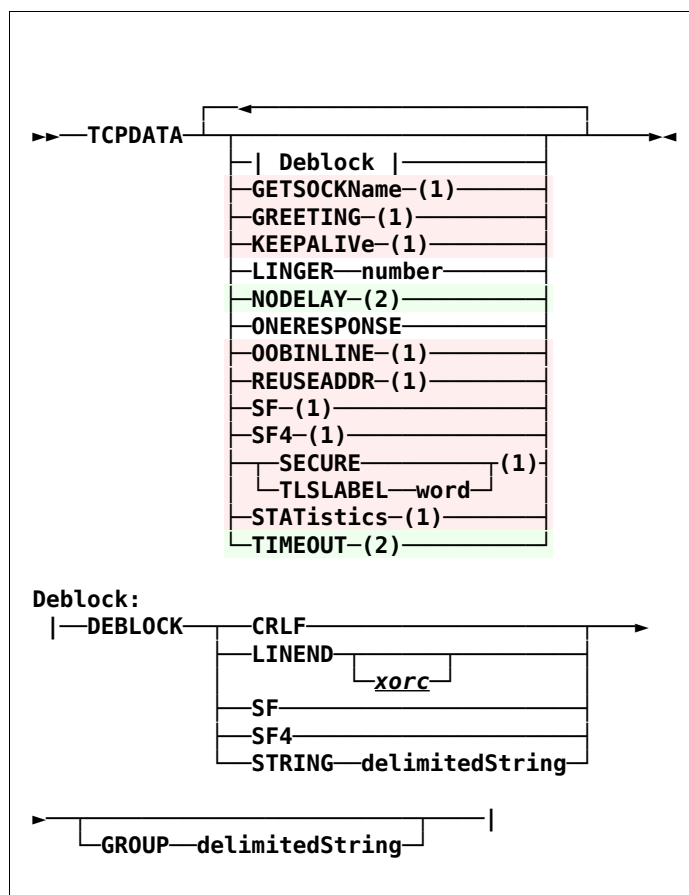 TCPDATA
| Deblock |
GETSOCKName (1)
GREETING (1)
KEEPALIVe (1)
LINGER number
NODELAY (2)
ONERESPONSE
OOBINLINE (1)
REUSEADDR (1)
SF (1)
SF4 (1)
SECURE (1)
TLSLABEL word
STATistics (1)
TIMEOUT (2)
Deblock:
DEBLOCK CRLF
LINEND
xorc
SF
SF4
STRING delimitedString
GROUP delimitedString